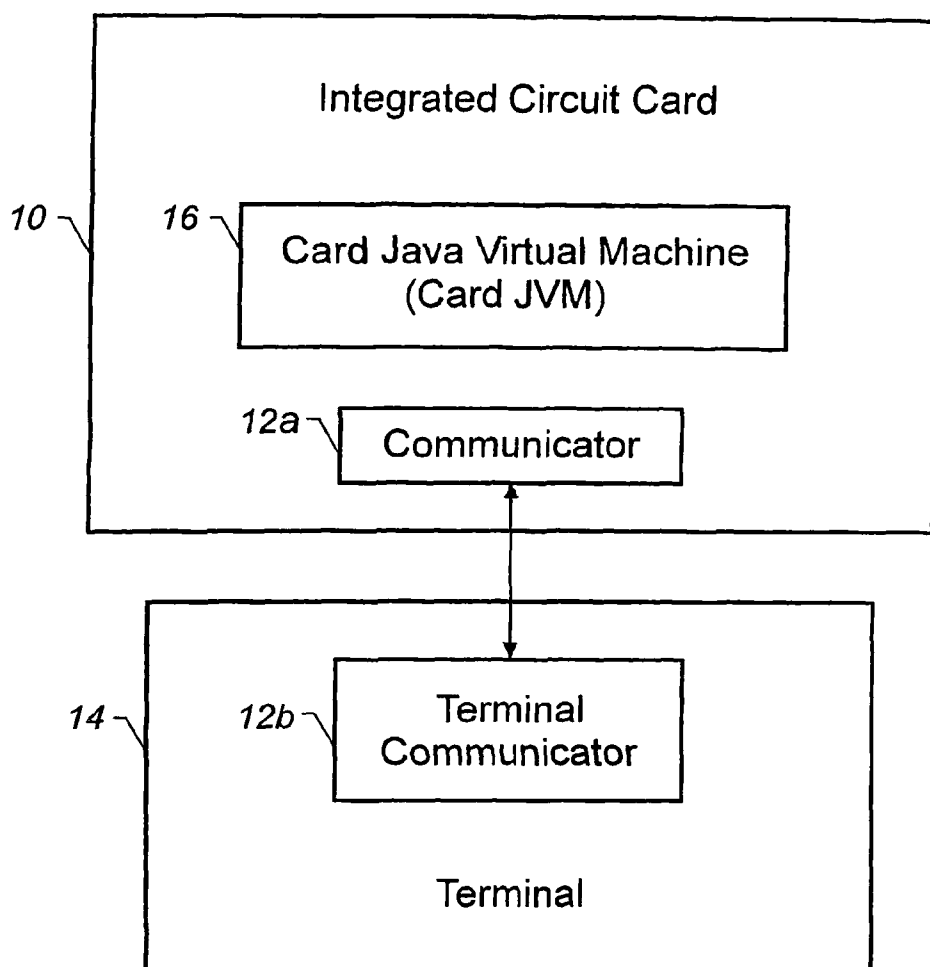 Integrated Circuit Card
10
16
Card Java Virtual Machine
(Card JVM)
12a
Communicator
14
12b
Terminal
Communicator
Terminal